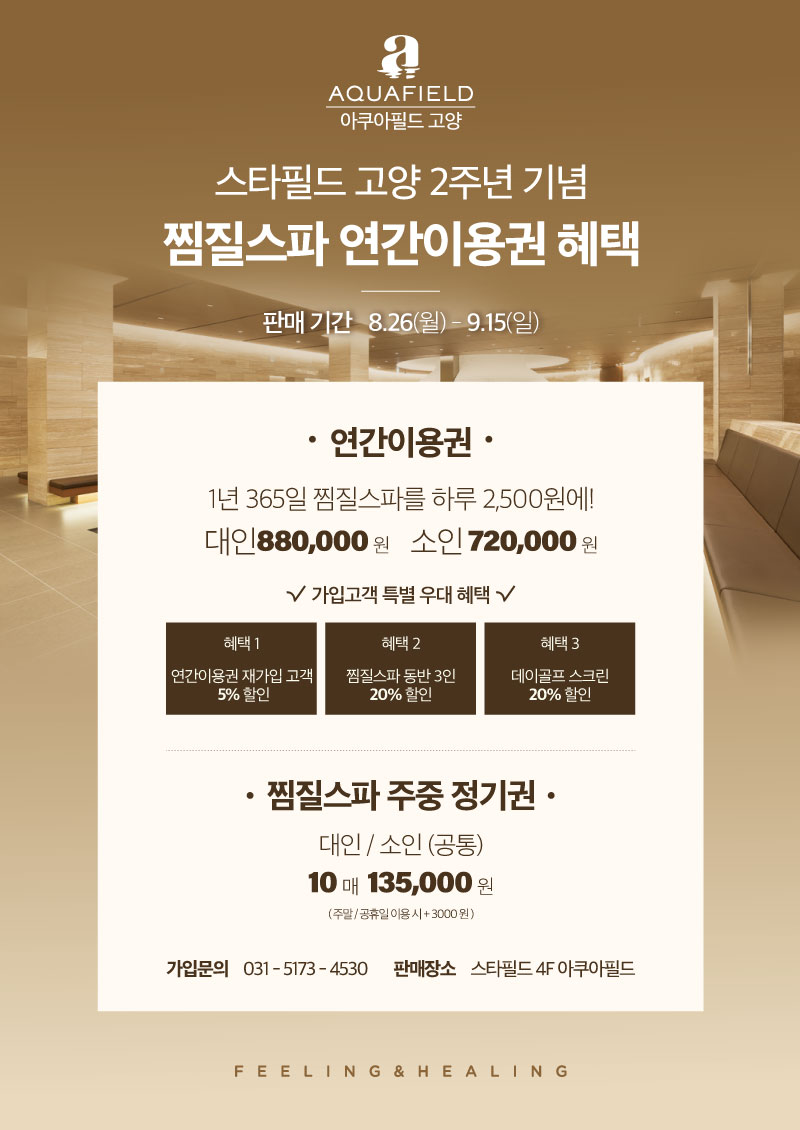 a
AQUAFIELD
아쿠아필드 고양
스타필드 고양 2주년 기념
찜질스파 연간이용권 혜택
판매 기간 8.26(월) - 9.15(일)
· 연간이용권 ·
1년 365일 찜질스파를 하루 2,500원에!
대인880,000 원 소인 720,000 원
✓ 가입고객 특별 우대 혜택 ✓
혜택 1
연간이용권 재가입 고객
5% 할인
혜택 2
찜질스파 동반 3인
20% 할인
혜택 3
데이골프 스크린
20% 할인
· 찜질스파 주중 정기권 ·
대인 / 소인 (공통)
10 매 135,000 원
(주말 / 공휴일 이용 시 + 3000 원)
가입문의 031 - 5173 - 4530 판매장소 스타필드 4F 아쿠아필드
FEELING&HEALING